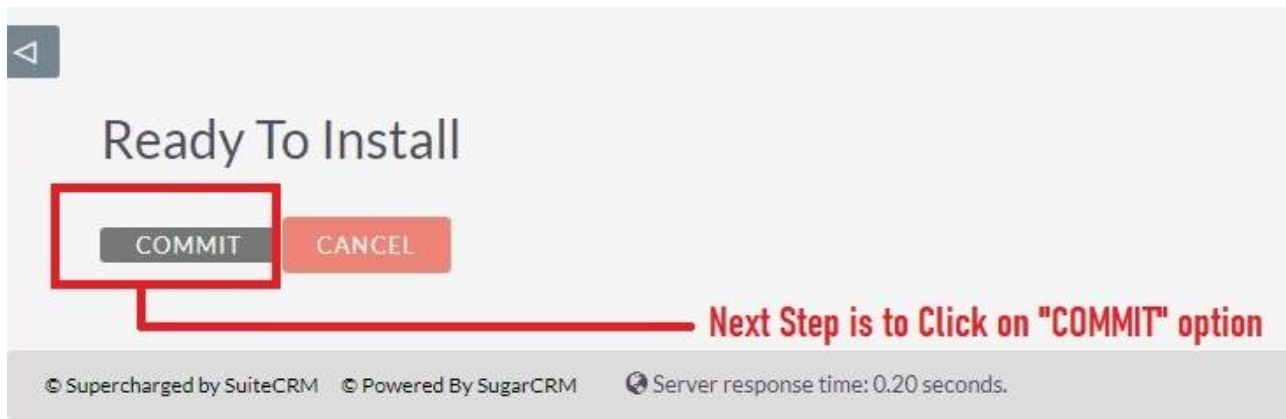 Ready To Install
COMMIT CANCEL
Next Step is to Click on "COMMIT" option
© Supercharged by SuiteCRM © Powered By SugarCRM Server response time: 0.20 seconds.